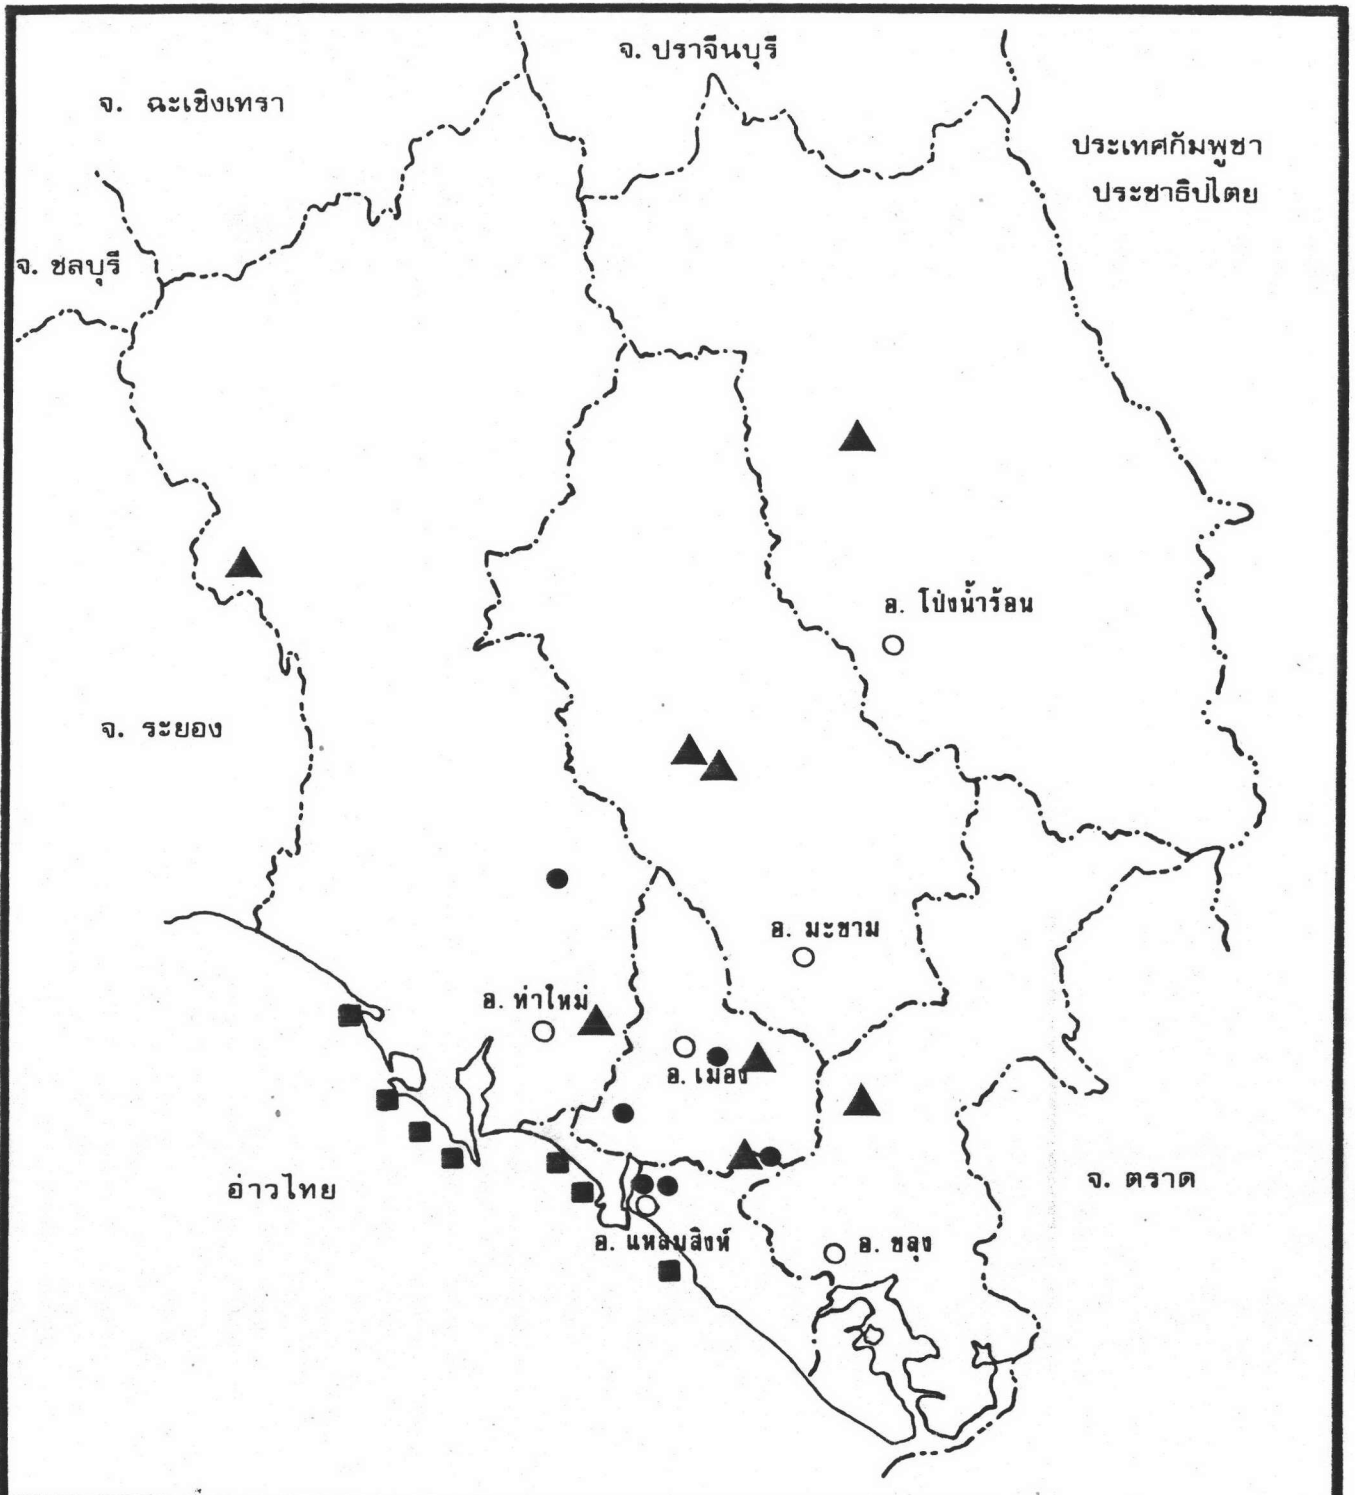 จ. ปราจีนบุรี
จ. ฉะเชิงเทรา
ประเทศกัมพูชา
ประชาธิปไตย
จ. ชลบุรี
อ. โป่งน้ำร้อน
จ. ระยอง
อ. มะขาม
อ. ท่าใหม่
อ. เมือง
อ่าวไทย
จ. ตราด
อ. แหลมสิงห์
อ. ขลุง